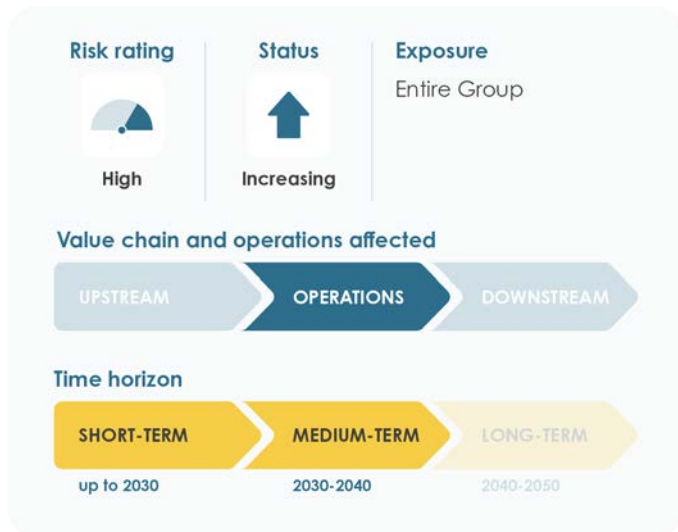 Risk rating
Status
Exposure
Entire Group
High
Increasing
Value chain and operations affected
UPSTREAM
OPERATIONS
DOWNSTREAM
Time horizon
SHORT-TERM
MEDIUM-TERM
LONG-TERM
up to 2030
2030-2040
2040-2050